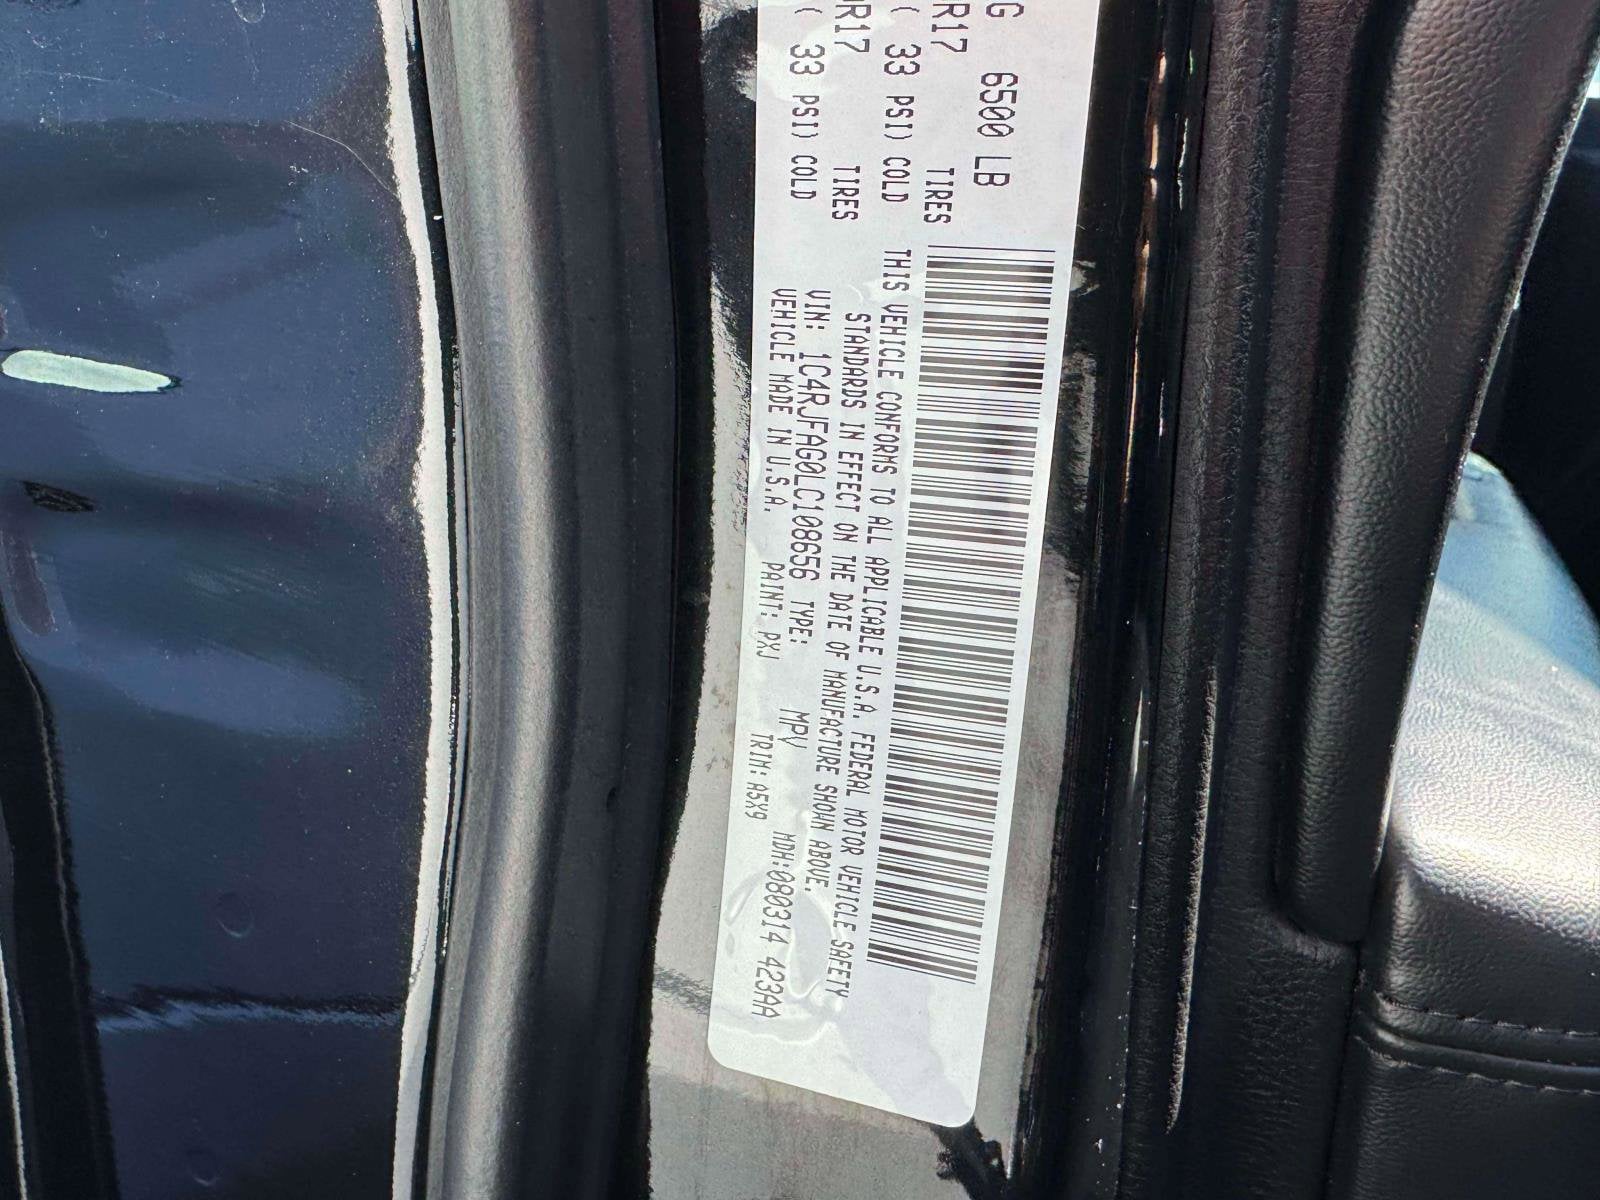 G 6500 LB
R17 TIRES
( 33 PSI) COLD
R17 TIRES
( 33 PSI) COLD
THIS VEHICLE CONFORMS TO ALL APPLICABLE U.S.A. FEDERAL MOTOR VEHICLE SAFETY
STANDARDS IN EFFECT ON THE DATE OF MANUFACTURE SHOWN ABOVE.
VIN: 1C4RJFAG0LC108656 TYPE: MPV MDH:080314 423AA
VEHICLE MADE IN U.S.A. PAINT: PXJ TRIM: A5X9